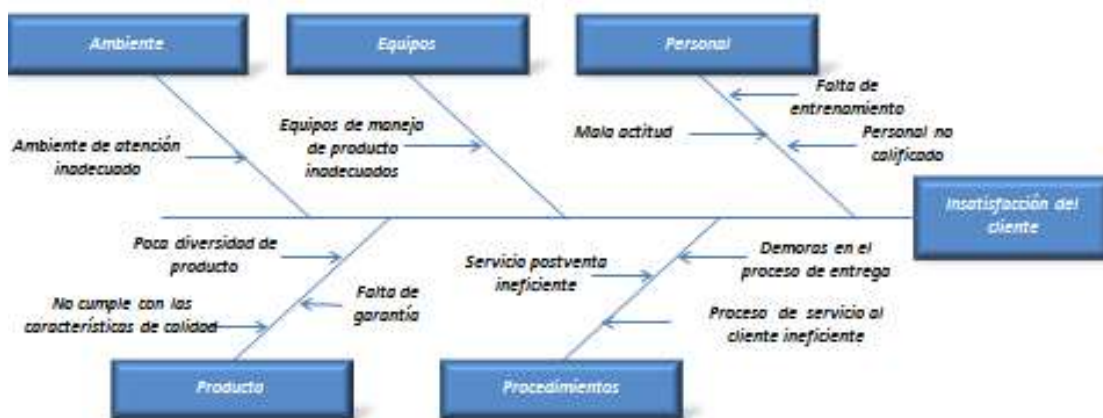 Ambiente
Equipos
Personal
Falta de
entrenamiento
Mala actitud
Personal no
calificado
Equipos de manejo
de producto
inadecuados
Ambiente de atención
inadecuado
Insatisfacción del
cliente
Poca diversidad de
producto
Falta de
garantía
No cumple con las
características de calidad
Servicio postventa
ineficiente
Demoras en el
proceso de entrega
Proceso de servicio al
cliente ineficiente
Producto
Procedimientos